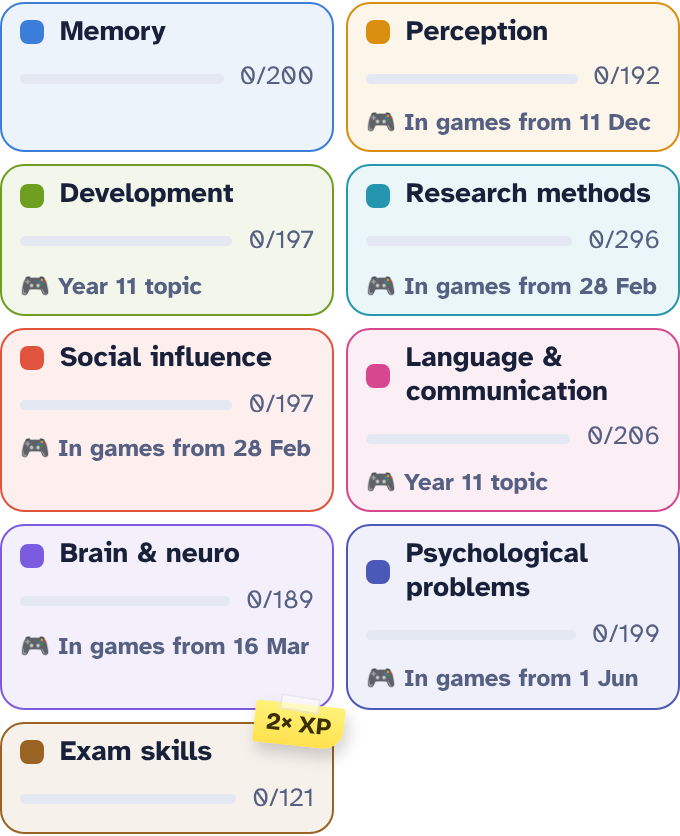 Memory
0/200
Perception
0/192
In games from 11 Dec
Development
0/197
Year 11 topic
Research methods
0/296
In games from 28 Feb
Social influence
0/197
In games from 28 Feb
Language &
communication
0/206
Year 11 topic
Brain & neuro
0/189
In games from 16 Mar
Psychological
problems
0/199
In games from 1 Jun
2× XP
Exam skills
0/121